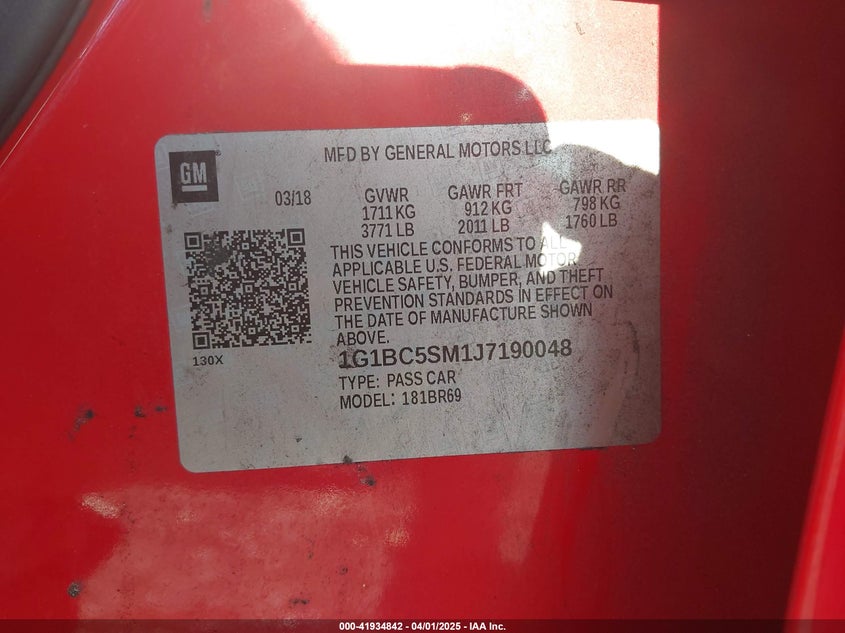 GM
MFD BY GENERAL MOTORS LLC
03/18
GVWR GAWR FRT GAWR RR
1711 KG 912 KG 798 KG
3771 LB 2011 LB 1760 LB
THIS VEHICLE CONFORMS TO ALL
APPLICABLE U.S. FEDERAL MOTOR
VEHICLE SAFETY, BUMPER, AND THEFT
PREVENTION STANDARDS IN EFFECT ON
THE DATE OF MANUFACTURE SHOWN
ABOVE.
130X
1G1BC5SM1J7190048
TYPE: PASS CAR
MODEL: 181BR69
000-41934842 / 04/01/2025 - IAA Inc.